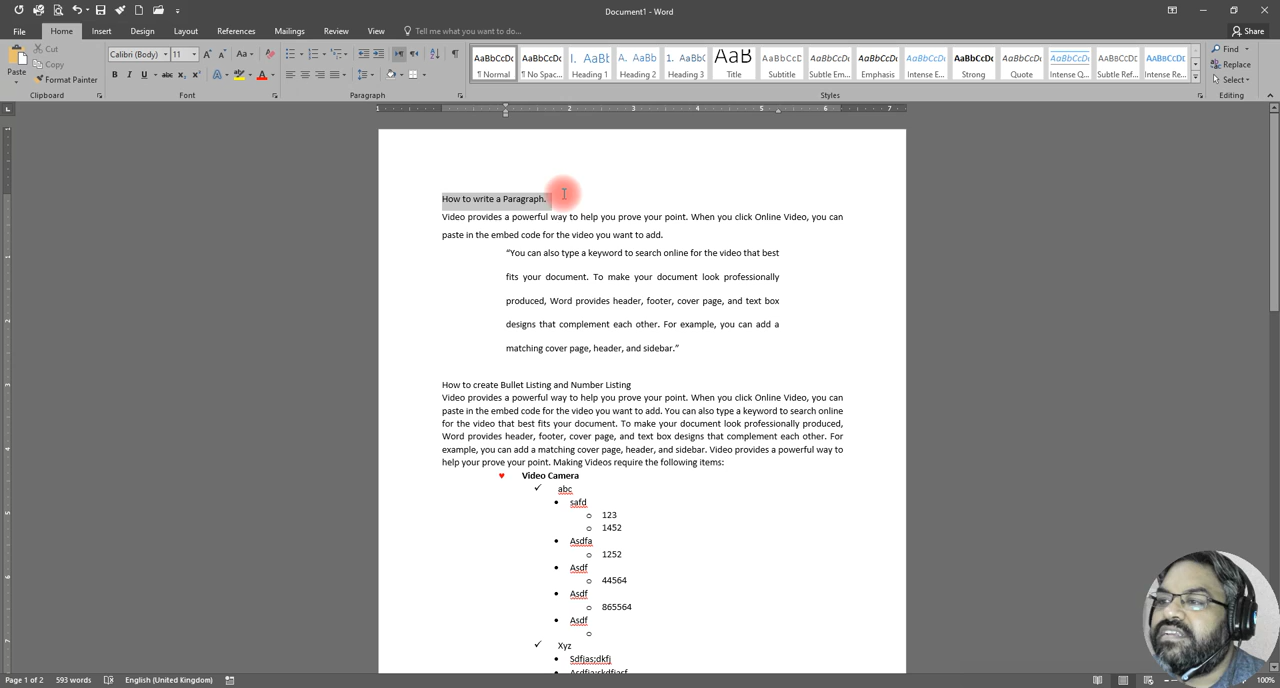 Document1 - Word
File Home Insert Design Layout References Mailings Review View Tell me what you want to do... Share
Paste Cut Copy Format Painter
Calibri (Body) 11
AaBbCcDc AaBbCcDc 1. AaBb 1. AaBb 1. AaBbC AaB AaBbCcD AaBbCcDc AaBbCcDc AaBbCcDc AaBbCcDc AaBbCcDc AaBbCcDc AABBCCDC AABBCCDC
¶ Normal ¶ No Spac... Heading 1 Heading 2 Heading 3 Title Subtitle Subtle Em... Emphasis Intense E... Strong Quote Intense Q... Subtle Ref... Intense Re...
Find Replace Select
Clipboard Font Paragraph Styles Editing
1 2 3 4 5 6 7
How to write a Paragraph.
Video provides a powerful way to help you prove your point. When you click Online Video, you can
paste in the embed code for the video you want to add.
“You can also type a keyword to search online for the video that best
fits your document. To make your document look professionally
produced, Word provides header, footer, cover page, and text box
designs that complement each other. For example, you can add a
matching cover page, header, and sidebar.”
How to create Bullet Listing and Number Listing
Video provides a powerful way to help you prove your point. When you click Online Video, you can
paste in the embed code for the video you want to add. You can also type a keyword to search online
for the video that best fits your document. To make your document look professionally produced,
Word provides header, footer, cover page, and text box designs that complement each other. For
example, you can add a matching cover page, header, and sidebar. Video provides a powerful way to
help your prove your point. Making Videos require the following items:
♥ Video Camera
✓ abc
• safd
o 123
o 1452
• Asdfa
o 1252
• Asdf
o 44564
• Asdf
o 865564
• Asdf
o
✓ Xyz
• Sdfjas;dkfj
Page 1 of 2 593 words English (United Kingdom) 100%